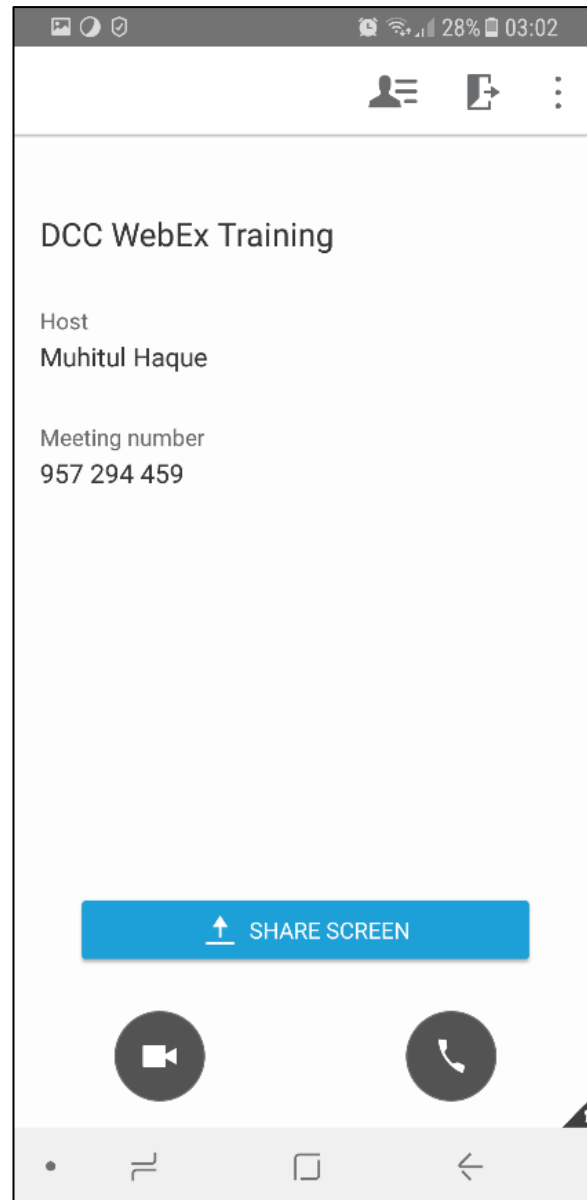 28% 03:02
DCC WebEx Training
Host
Muhitul Haque
Meeting number
957 294 459
SHARE SCREEN